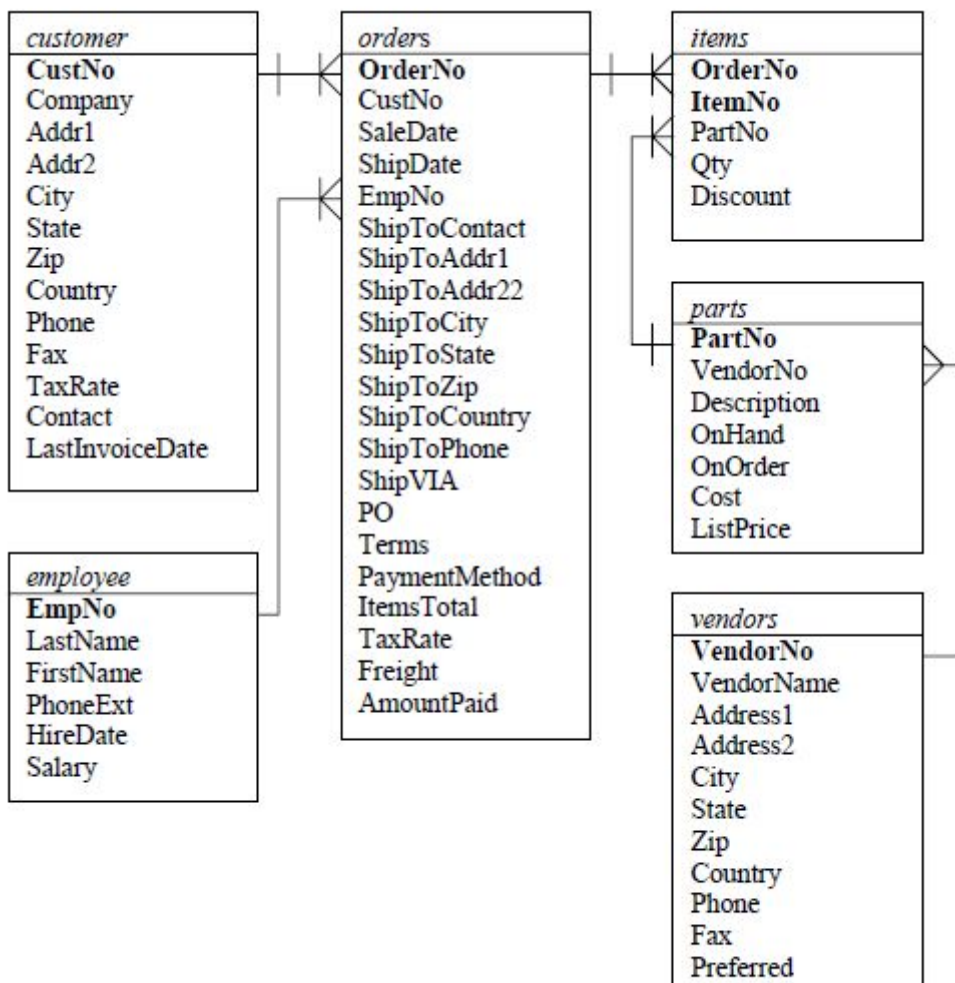 customer
CustNo
Company
Addr1
Addr2
City
State
Zip
Country
Phone
Fax
TaxRate
Contact
LastInvoiceDate
employee
EmpNo
LastName
FirstName
PhoneExt
HireDate
Salary
orders
OrderNo
CustNo
SaleDate
ShipDate
EmpNo
ShipToContact
ShipToAddr1
ShipToAddr22
ShipToCity
ShipToState
ShipToZip
ShipToCountry
ShipToPhone
ShipVIA
PO
Terms
PaymentMethod
ItemsTotal
TaxRate
Freight
AmountPaid
items
OrderNo
ItemNo
PartNo
Qty
Discount
parts
PartNo
VendorNo
Description
OnHand
OnOrder
Cost
ListPrice
vendors
VendorNo
VendorName
Address1
Address2
City
State
Zip
Country
Phone
Fax
Preferred